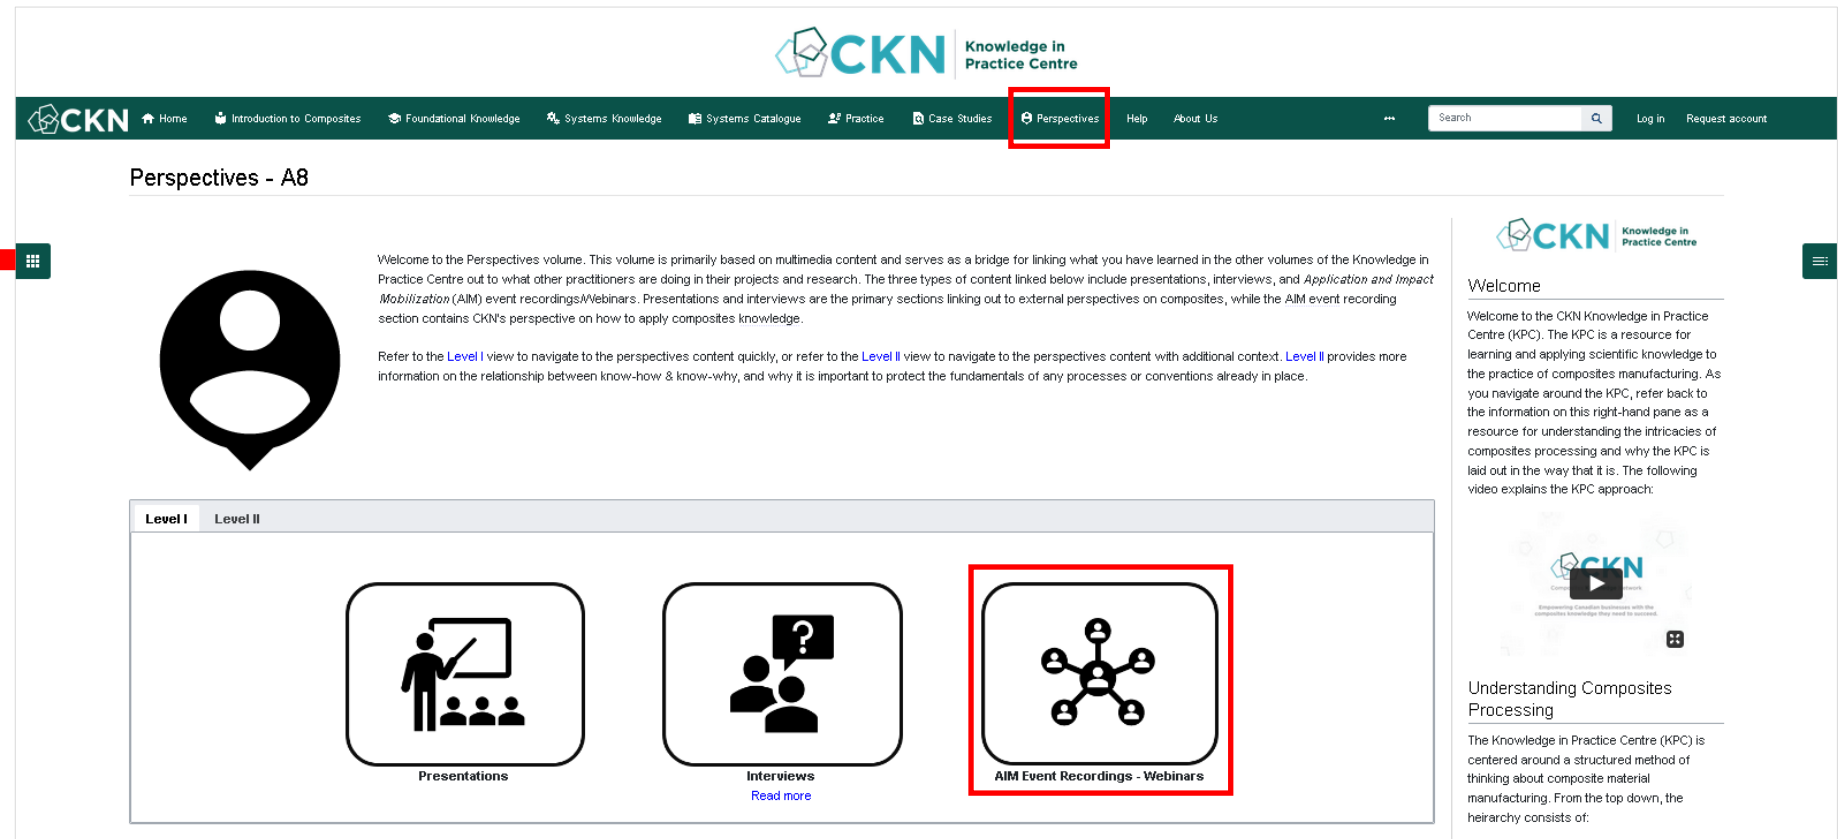 CKN Knowledge in
Practice Centre
CKN Home Introduction to Composites Foundational Knowledge Systems Knowledge Systems Catalogue Practice Case Studies Perspectives Help About Us ••• Search Log in Request account
Perspectives - A8
Welcome to the Perspectives volume. This volume is primarily based on multimedia content and serves as a bridge for linking what you have learned in the other volumes of the Knowledge in
Practice Centre out to what other practitioners are doing in their projects and research. The three types of content linked below include presentations, interviews, and Application and Impact
Mobilization (AIM) event recordings/Webinars. Presentations and interviews are the primary sections linking out to external perspectives on composites, while the AIM event recording
section contains CKN's perspective on how to apply composites knowledge.
Refer to the Level I view to navigate to the perspectives content quickly, or refer to the Level II view to navigate to the perspectives content with additional context. Level II provides more
information on the relationship between know-how & know-why, and why it is important to protect the fundamentals of any processes or conventions already in place.
Level I Level II
?
Presentations
Interviews
Read more
AIM Event Recordings - Webinars
CKN Knowledge in
Practice Centre
Welcome
Welcome to the CKN Knowledge in Practice
Centre (KPC). The KPC is a resource for
learning and applying scientific knowledge to
the practice of composites manufacturing. As
you navigate around the KPC, refer back to
the information on this right-hand pane as a
resource for understanding the intricacies of
composites processing and why the KPC is
laid out in the way that it is. The following
video explains the KPC approach:
CKN
Empowering Canadian businesses with the
composites knowledge they need to succeed.
Understanding Composites
Processing
The Knowledge in Practice Centre (KPC) is
centered around a structured method of
thinking about composite material
manufacturing. From the top down, the
heirarchy consists of: